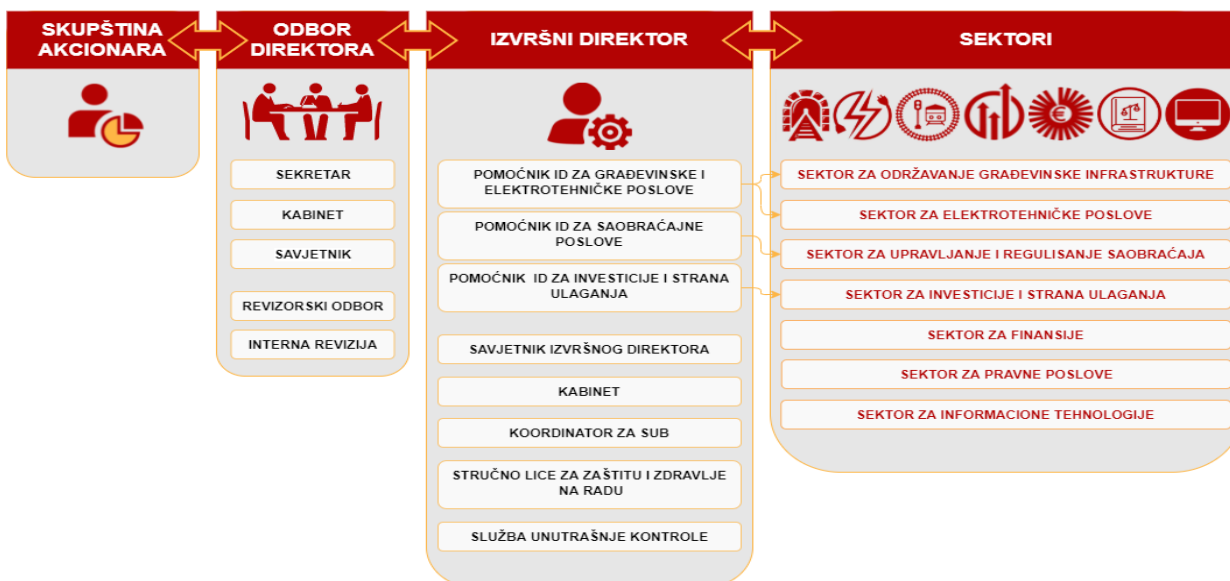 SKUPŠTINA
AKCIONARA
ODBOR
DIREKTORA
SEKRETAR
KABINET
SAVJETNIK
REVIZORSKI ODBOR
INTERNA REVIZIJA
IZVRŠNI DIREKTOR
POMOĆNIK ID ZA GRAĐEVINSKE I
ELEKTROTEHNIČKE POSLOVE
POMOĆNIK ID ZA SAOBRAĆAJNE
POSLOVE
POMOĆNIK ID ZA INVESTICIJE I STRANA
ULAGANJA
SAVJETNIK IZVRŠNOG DIREKTORA
KABINET
KOORDINATOR ZA SUB
STRUČNO LICE ZA ZAŠTITU I ZDRAVLJE
NA RADU
SLUŽBA UNUTRAŠNJE KONTROLE
SEKTORI
€
SEKTOR ZA ODRŽAVANJE GRAĐEVINSKE INFRASTRUKTURE
SEKTOR ZA ELEKTROTEHNIČKE POSLOVE
SEKTOR ZA UPRAVLJANJE I REGULISANJE SAOBRAĆAJA
SEKTOR ZA INVESTICIJE I STRANA ULAGANJA
SEKTOR ZA FINANSIJE
SEKTOR ZA PRAVNE POSLOVE
SEKTOR ZA INFORMACIONE TEHNOLOGIJE